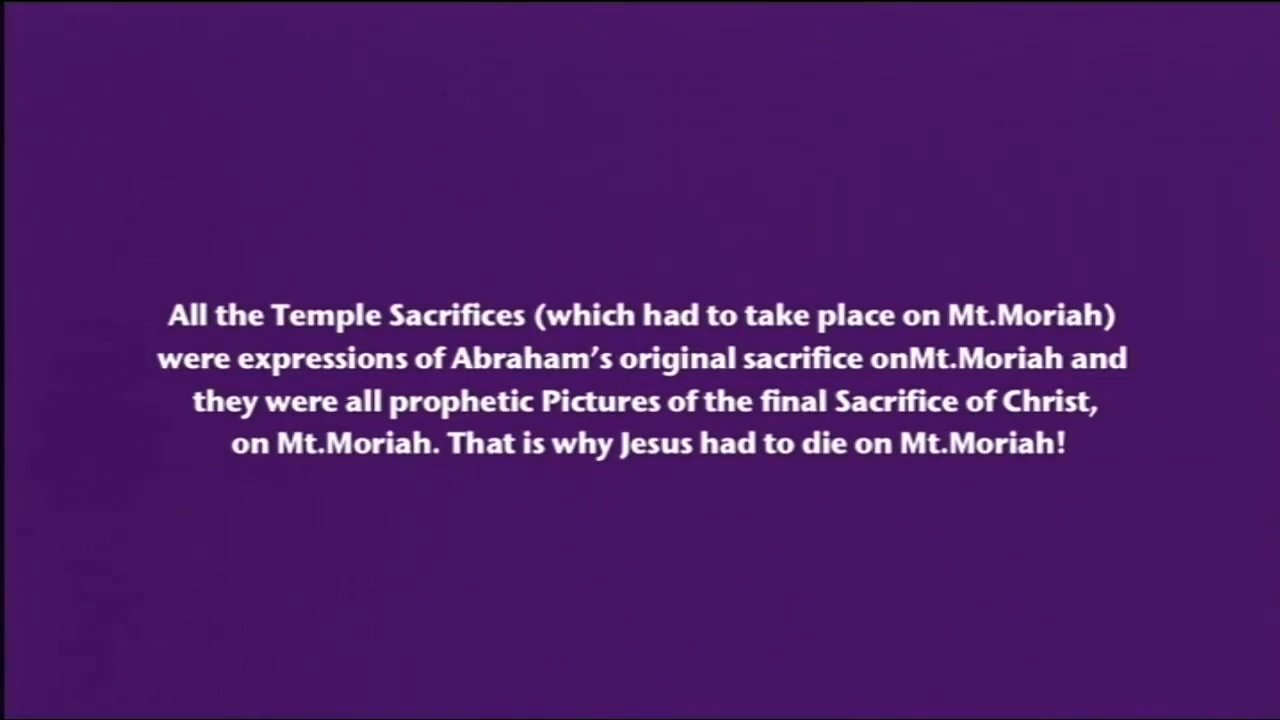 All the Temple Sacrifices (which had to take place on Mt.Moriah)
were expressions of Abraham's original sacrifice onMt.Moriah and
they were all prophetic Pictures of the final Sacrifice of Christ,
on Mt.Moriah. That is why Jesus had to die on Mt.Moriah!